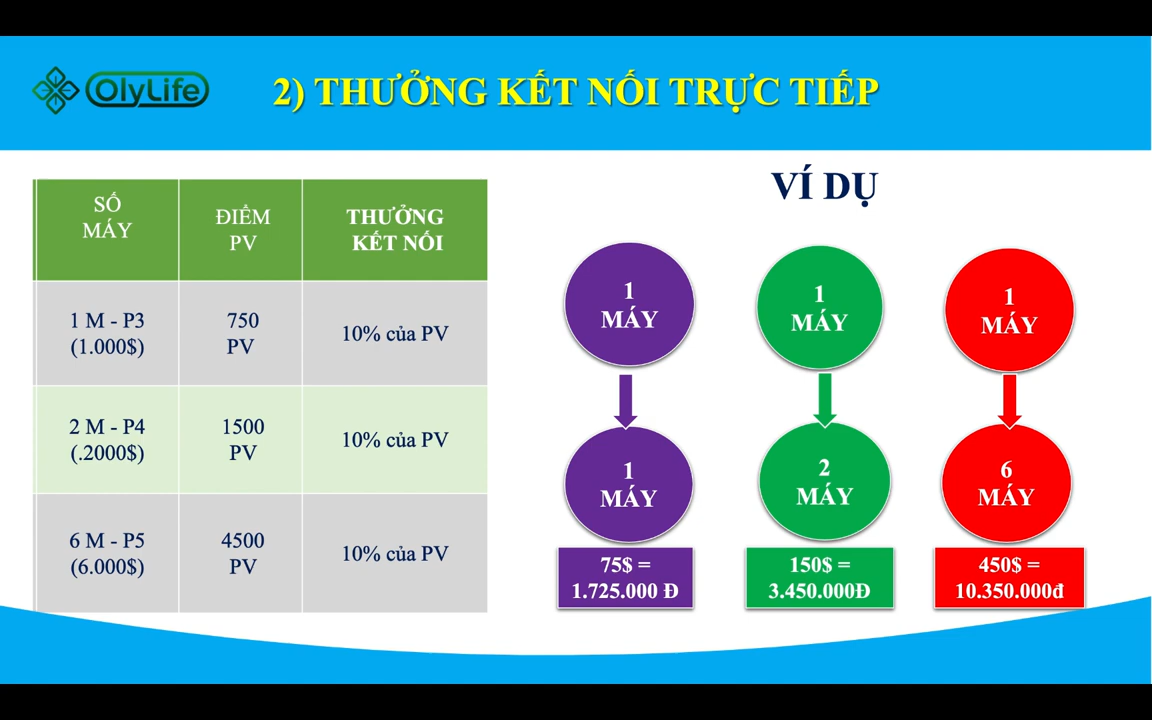 OlyLife
2) THƯỞNG KẾT NỐI TRỰC TIẾP
SỐ
MÁY
ĐIỂM
PV
THƯỞNG
KẾT NỐI
1 M - P3
(1.000$)
750
PV
10% của PV
2 M - P4
(.2000$)
1500
PV
10% của PV
6 M - P5
(6.000$)
4500
PV
10% của PV
VÍ DỤ
1
MÁY
1
MÁY
75$ =
1.725.000 Đ
1
MÁY
2
MÁY
150$ =
3.450.000Đ
1
MÁY
6
MÁY
450$ =
10.350.000đ